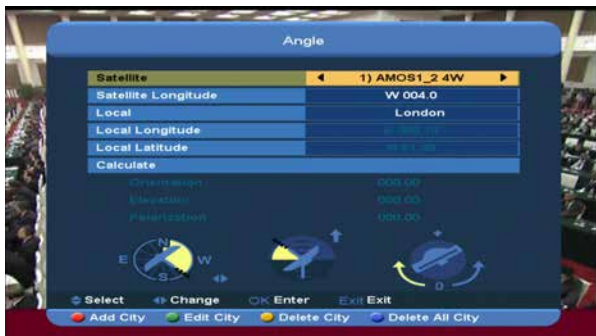 Angle
Satellite 1) AMOS1_2 4W
Satellite Longitude W 004.0
Local London
Local Longitude
Local Latitude
Calculate
Orientation 000.00
Elevation 000.00
Polarization 000.00
N
E W
S
+
- 0
Select Change OK Enter Exit Exit
Add City Edit City Delete City Delete All City